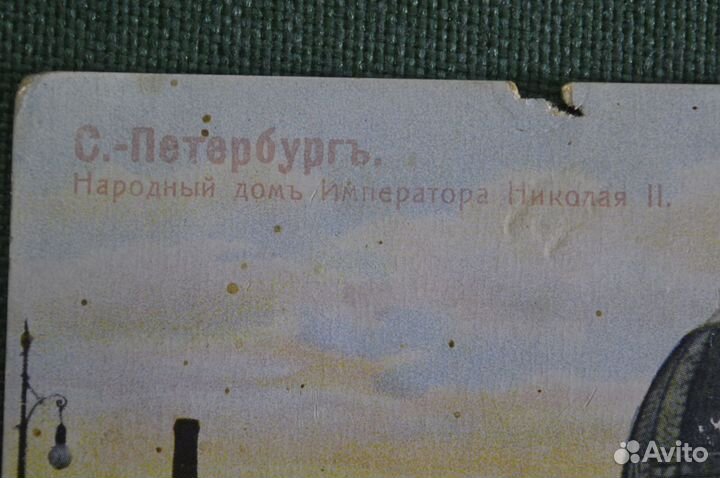 С.-Петербургъ.
Народный домъ Императора Николая II.
Avito